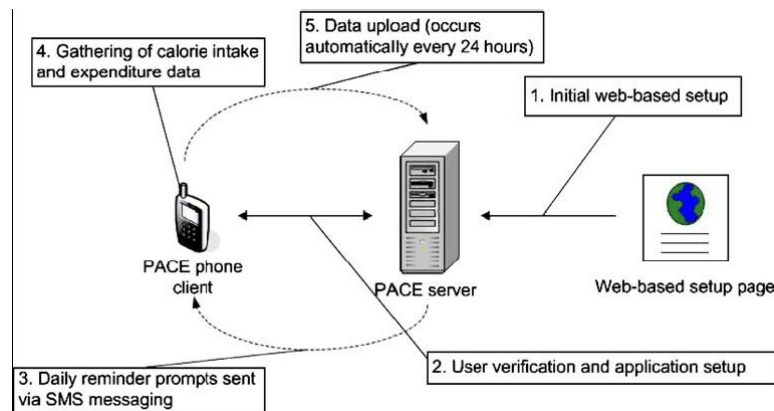 5. Data upload (occurs
automatically every 24 hours)
4. Gathering of calorie intake
and expenditure data
1. Initial web-based setup
PACE phone
client
PACE server
Web-based setup page
3. Daily reminder prompts sent
via SMS messaging
2. User verification and application setup